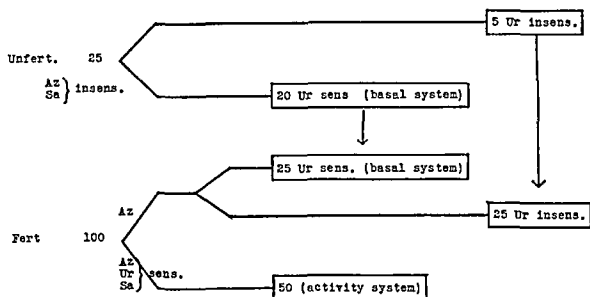 5 Ur insens.
Unfert. 25
Az
Sa } insens.
20 Ur sens (basal system)
25 Ur sens. (basal system)
Az
25 Ur insens.
Fert 100
Az
Ur } sens.
Sa
50 (activity system)